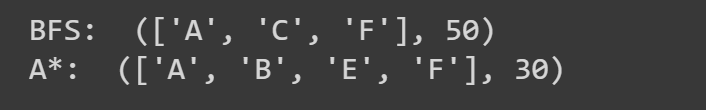 BFS:  (['A', 'C', 'F'], 50)
A*:  (['A', 'B', 'E', 'F'], 30)